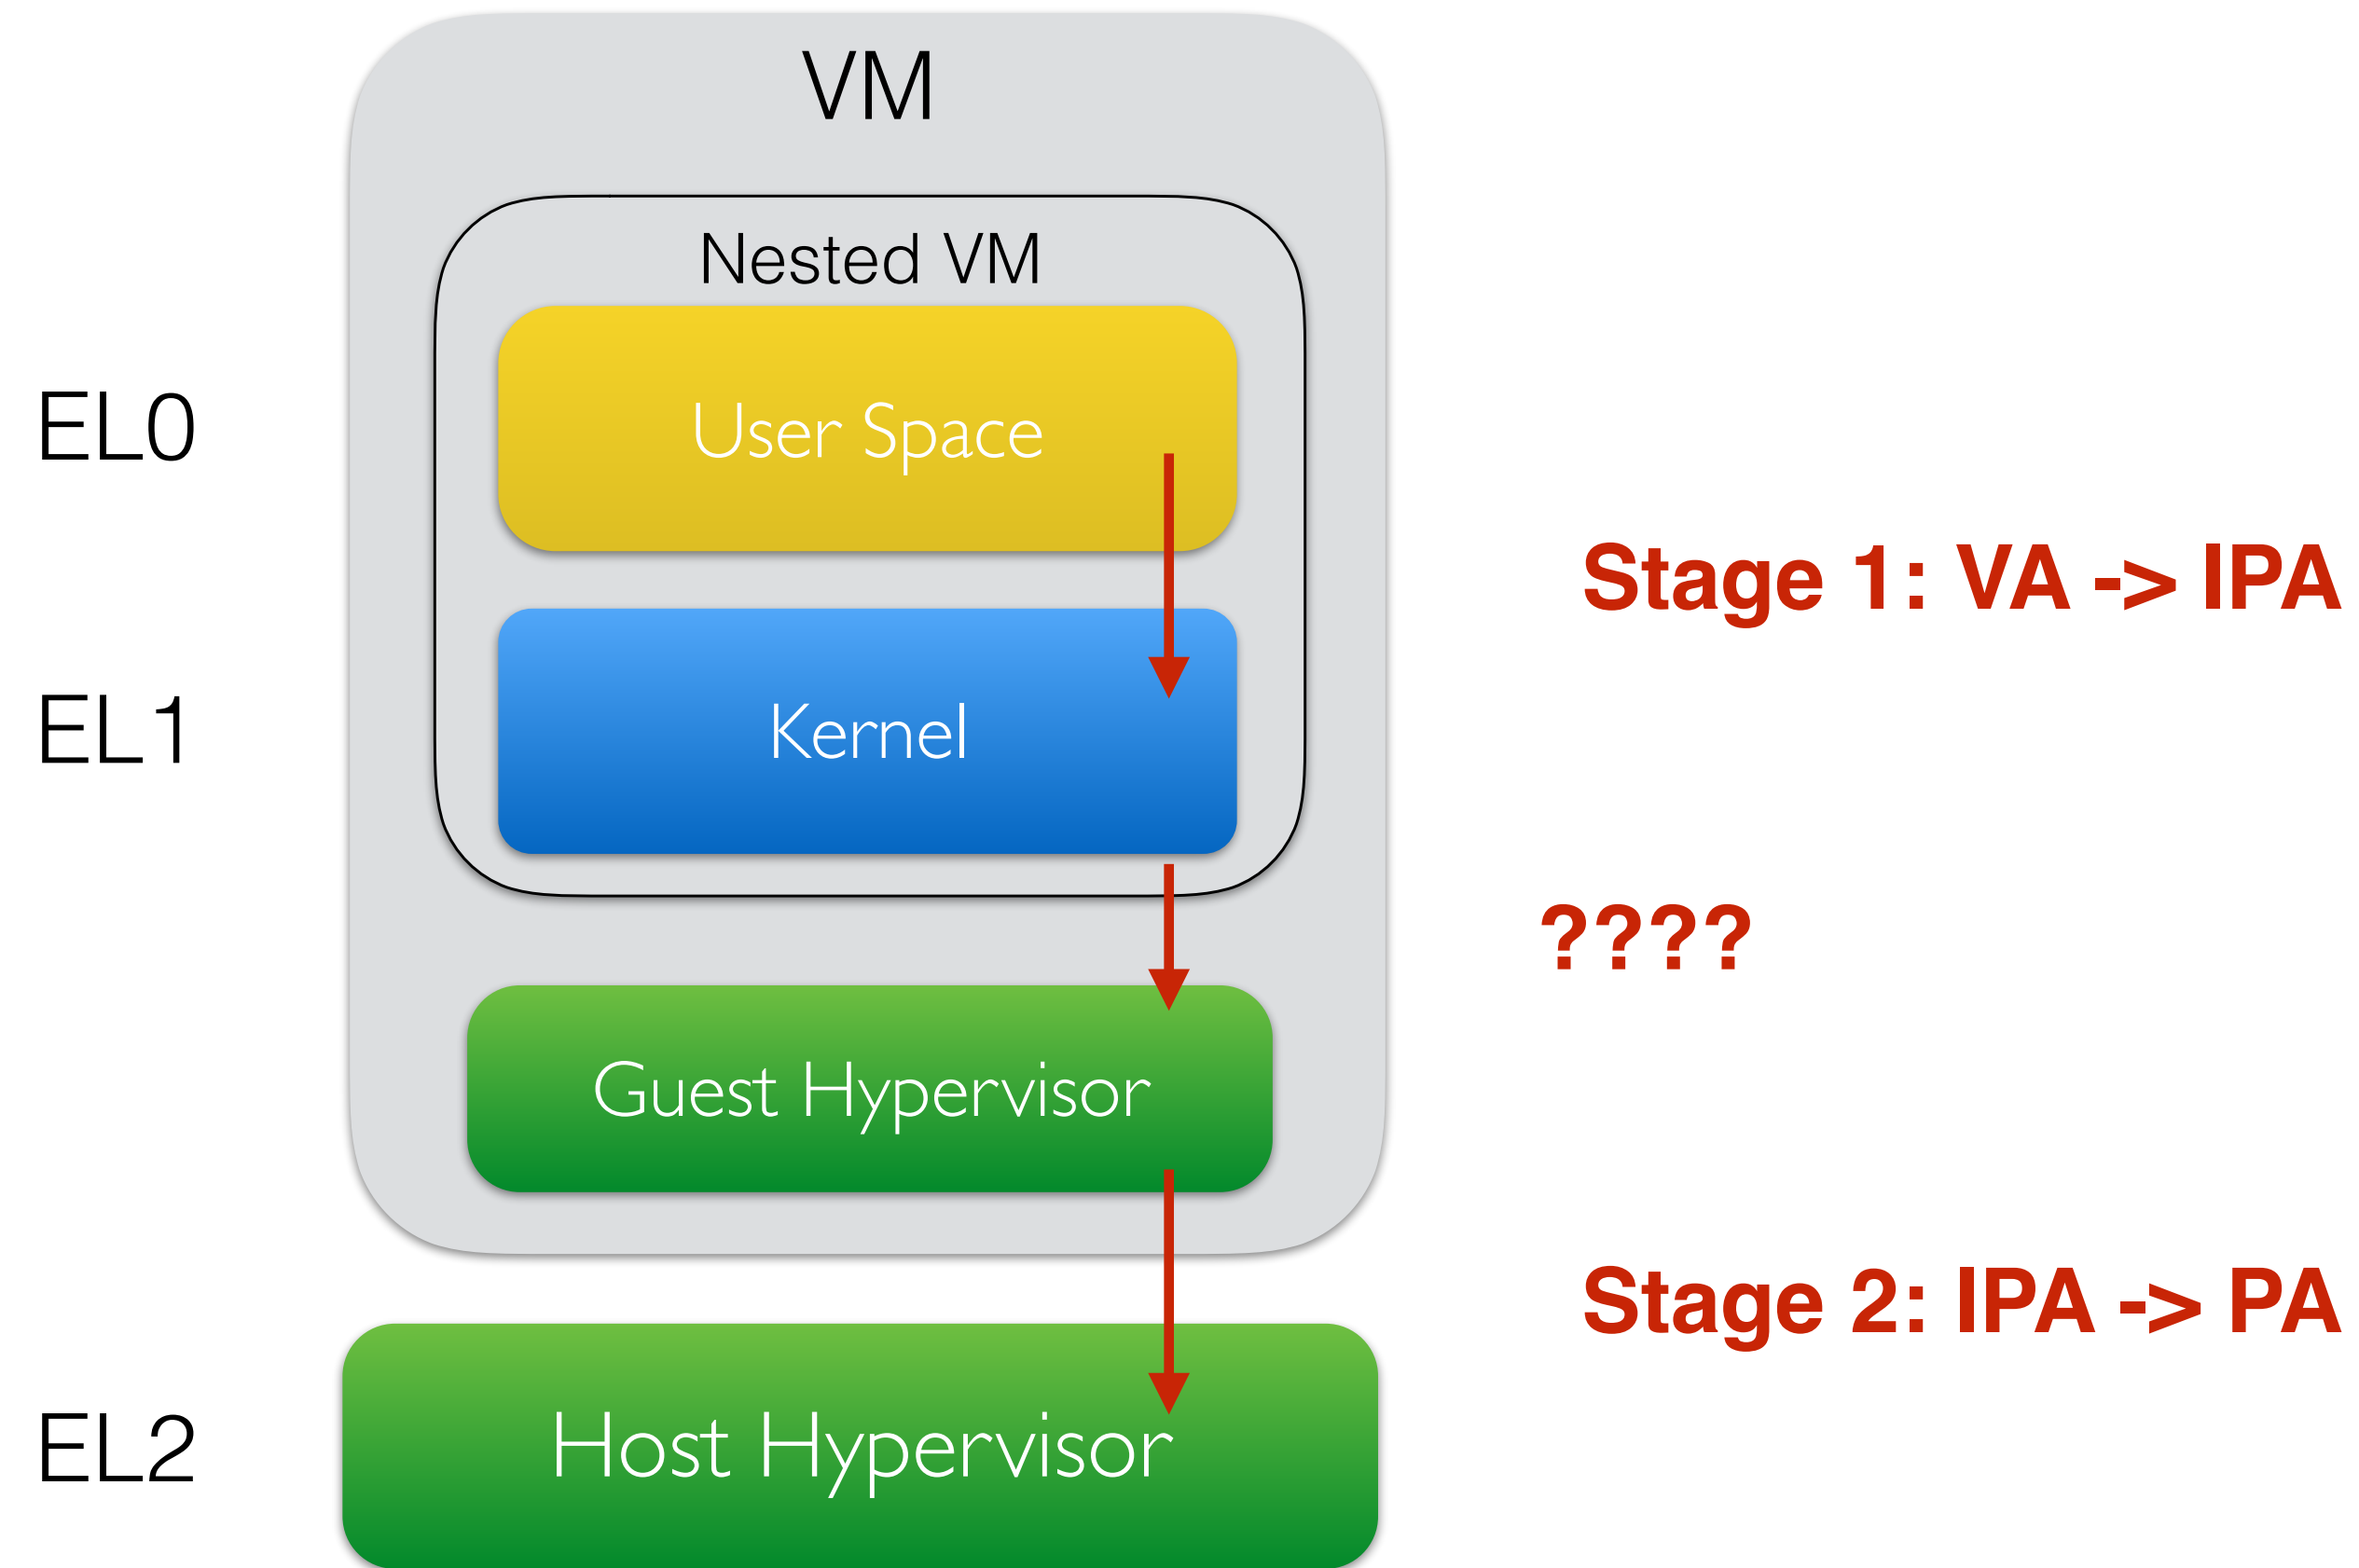 VM
Nested VM
EL0
User Space
Stage 1: VA -> IPA
EL1
Kernel
????
Guest Hypervisor
Stage 2: IPA -> PA
EL2
Host Hypervisor